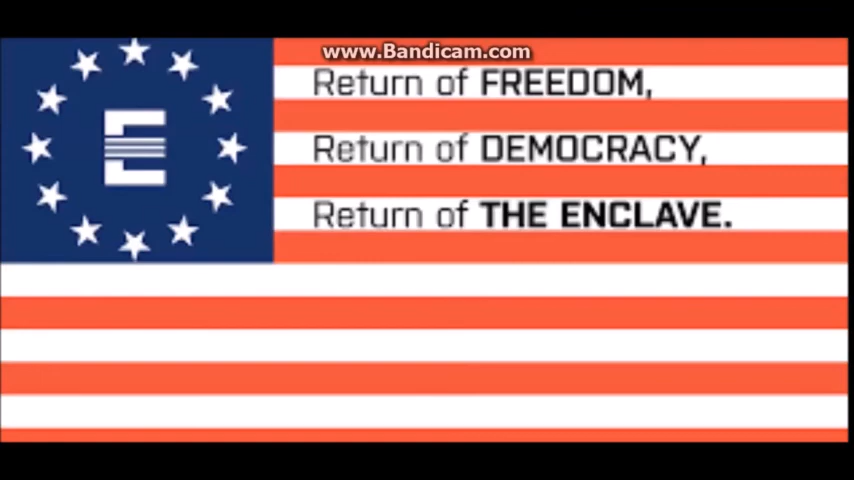 www.Bandicam.com
Return of FREEDOM,
Return of DEMOCRACY,
E
Return of THE ENCLAVE.